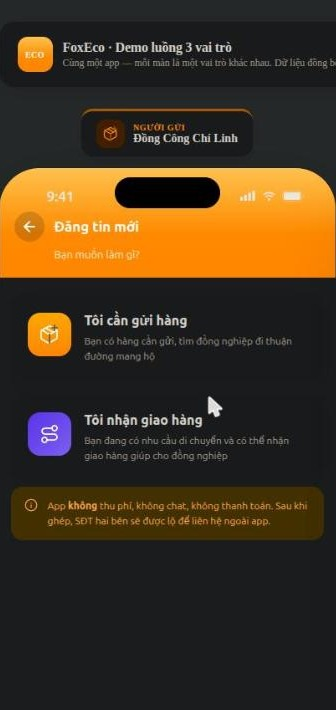 ECO
FoxEco · Demo luồng 3 vai trò
Cùng một app — mỗi màn là một vai trò khác nhau. Dữ liệu đồng
NGƯỜI GỬI
Đồng Công Chí Linh
9:41
Đăng tin mới
Bạn muốn làm gì?
Tôi cần gửi hàng
Bạn có hàng cần gửi, tìm đồng nghiệp đi thuận
đường mang hộ
Tôi nhận giao hàng
Bạn đang có nhu cầu di chuyển và có thể nhận
giao hàng giúp cho đồng nghiệp
App không thu phí, không chat, không thanh toán. Sau khi
ghép, SĐT hai bên sẽ được lộ để liên hệ ngoài app.